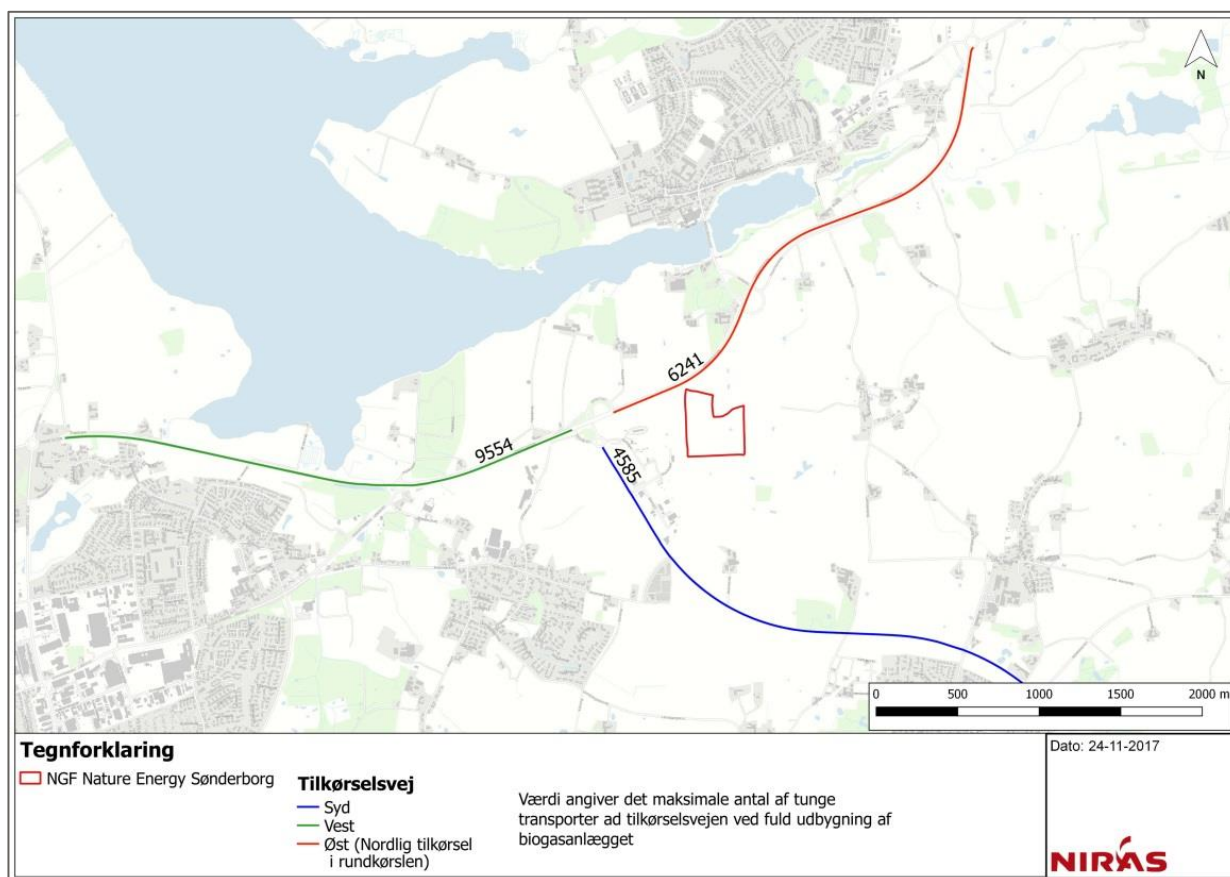 N
6241
9554
4585
0 500 1000 1500 2000 m
Tegnforklaring
NGF Nature Energy Sønderborg
Tilkørselsvej
Syd
Vest
Øst (Nordlig tilkørsel
i rundkørslen)
Værdi angiver det maksimale antal af tunge
transporter ad tilkørselsvejen ved fuld udbygning af
biogasanlægget
Dato: 24-11-2017
NIRAS